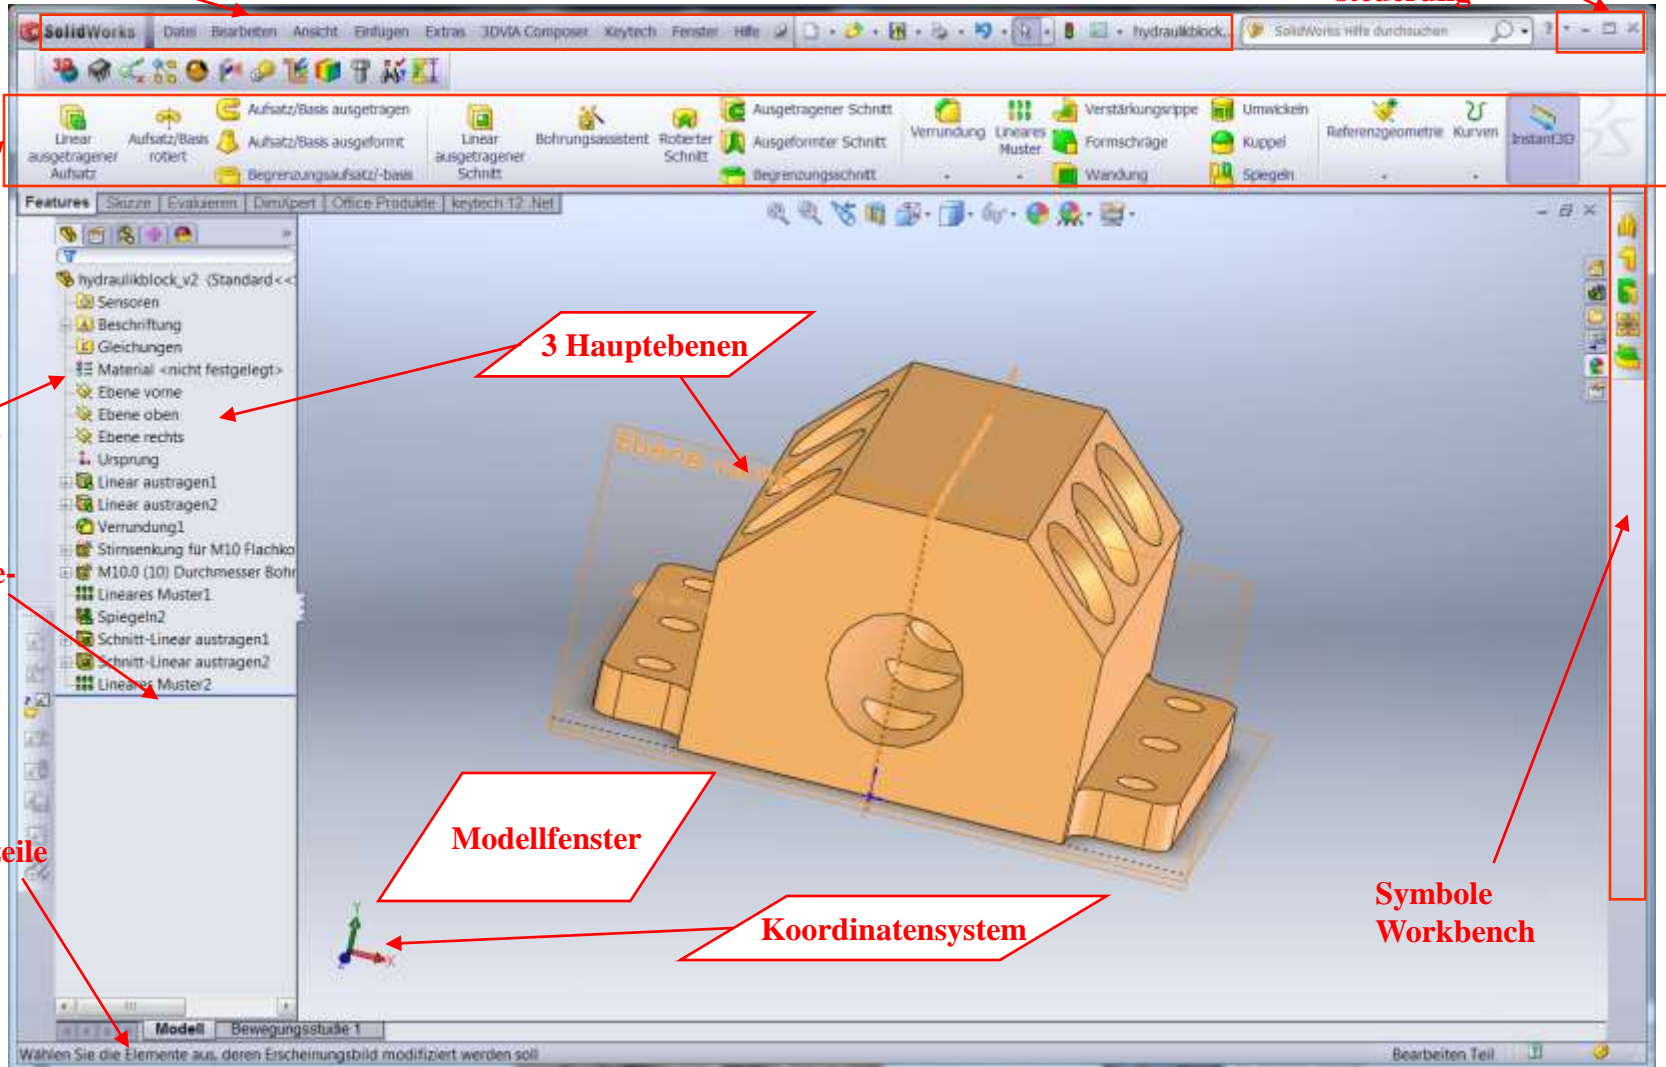 steuerung
SolidWorks Datei Bearbeiten Ansicht Einfügen Extras 3DVIA Composer Keytech Fenster Hilfe hydraulikblock... SolidWorks Hilfe durchsuchen ?
Linear ausgetragener Aufsatz
Aufsatz/Basis rotiert
Aufsatz/Basis ausgetragen
Aufsatz/Basis ausgeformt
Begrenzungsaufsatz/-basis
Linear ausgetragener Schnitt
Bohrungsassistent
Rotierter Schnitt
Ausgetragener Schnitt
Ausgeformter Schnitt
Begrenzungsschnitt
Verrundung
Lineares Muster
Verstärkungsrippe
Formschräge
Wandung
Umwickeln
Kuppel
Spiegeln
Referenzgeometrie
Kurven
Instant3D
Features Skizze Evaluieren DimXpert Office Produkte keytech 12 .Net
hydraulikblock_v2 (Standard<<
Sensoren
Beschriftung
Gleichungen
Material <nicht festgelegt>
Ebene vorne
Ebene oben
Ebene rechts
Ursprung
Linear austragen1
Linear austragen2
Verrundung1
Stirnsenkung für M10 Flachko
M10.0 (10) Durchmesser Bohr
Lineares Muster1
Spiegeln2
Schnitt-Linear austragen1
Schnitt-Linear austragen2
Lineares Muster2
3 Hauptebenen
Ebene
e-
zeile
Modellfenster
Koordinatensystem
Symbole
Workbench
Y
X
Z
Modell Bewegungsstudie 1
Wählen Sie die Elemente aus, deren Erscheinungsbild modifiziert werden soll
Bearbeiten Teil